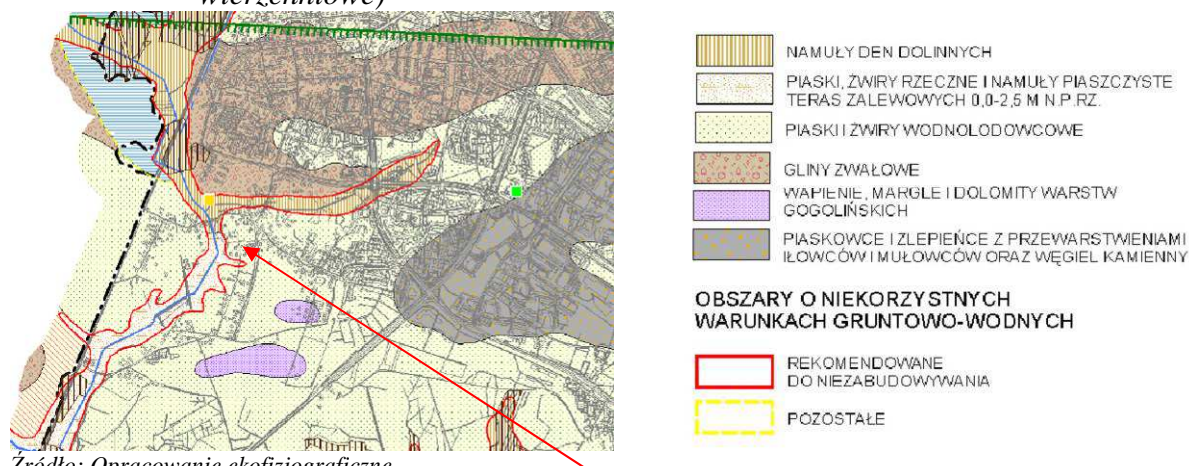 wierzchniowe)
NAMUŁY DEN DOLINNYCH
PIASKI, ŻWIRY RZECZNE I NAMUŁY PIASZCZYSTE
TERAS ZALEWOWYCH 0,0-2,5 M N.P.RZ.
PIASKI I ŻWIRY WODNOLODOWCOWE
GLINY ZWAŁOWE
WAPIENIE, MARGLE I DOLOMITY WARSTW
GOGOLIŃSKICH
PIASKOWCE I ZLEPIEŃCE Z PRZEWARSTWIENIAMI
IŁOWCÓW I MUŁOWCÓW ORAZ WĘGIEL KAMIENNY
OBSZARY O NIEKORZYSTNYCH
WARUNKACH GRUNTOWO-WODNYCH
REKOMENDOWANE
DO NIEZABUDOWYWANIA
POZOSTAŁE
Źródło: Opracowanie ekofizjograficzne